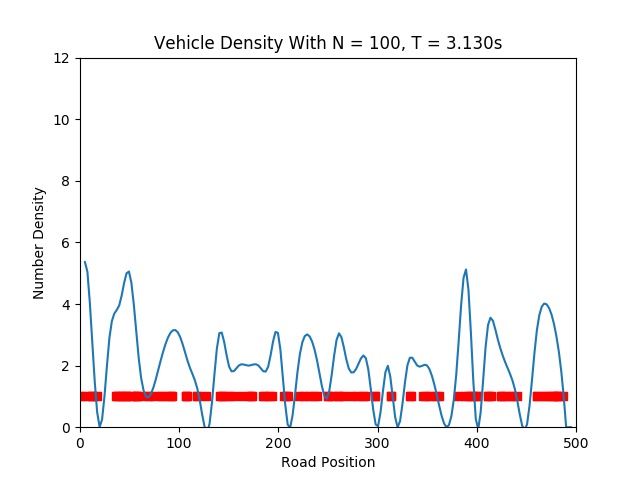 Vehicle Density With N = 100, T = 3.130s
12
10
8
6
4
2
0
Number Density
0 100 200 300 400 500
Road Position